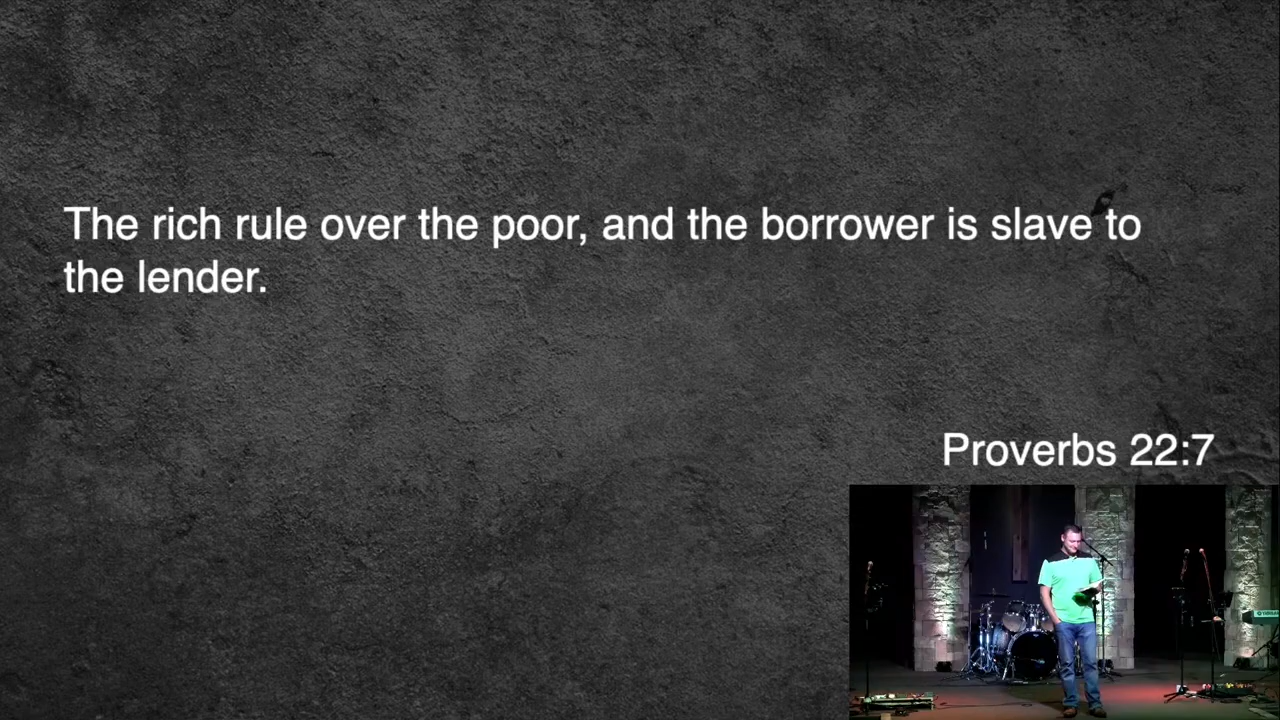 The rich rule over the poor, and the borrower is slave to
the lender.
Proverbs 22:7